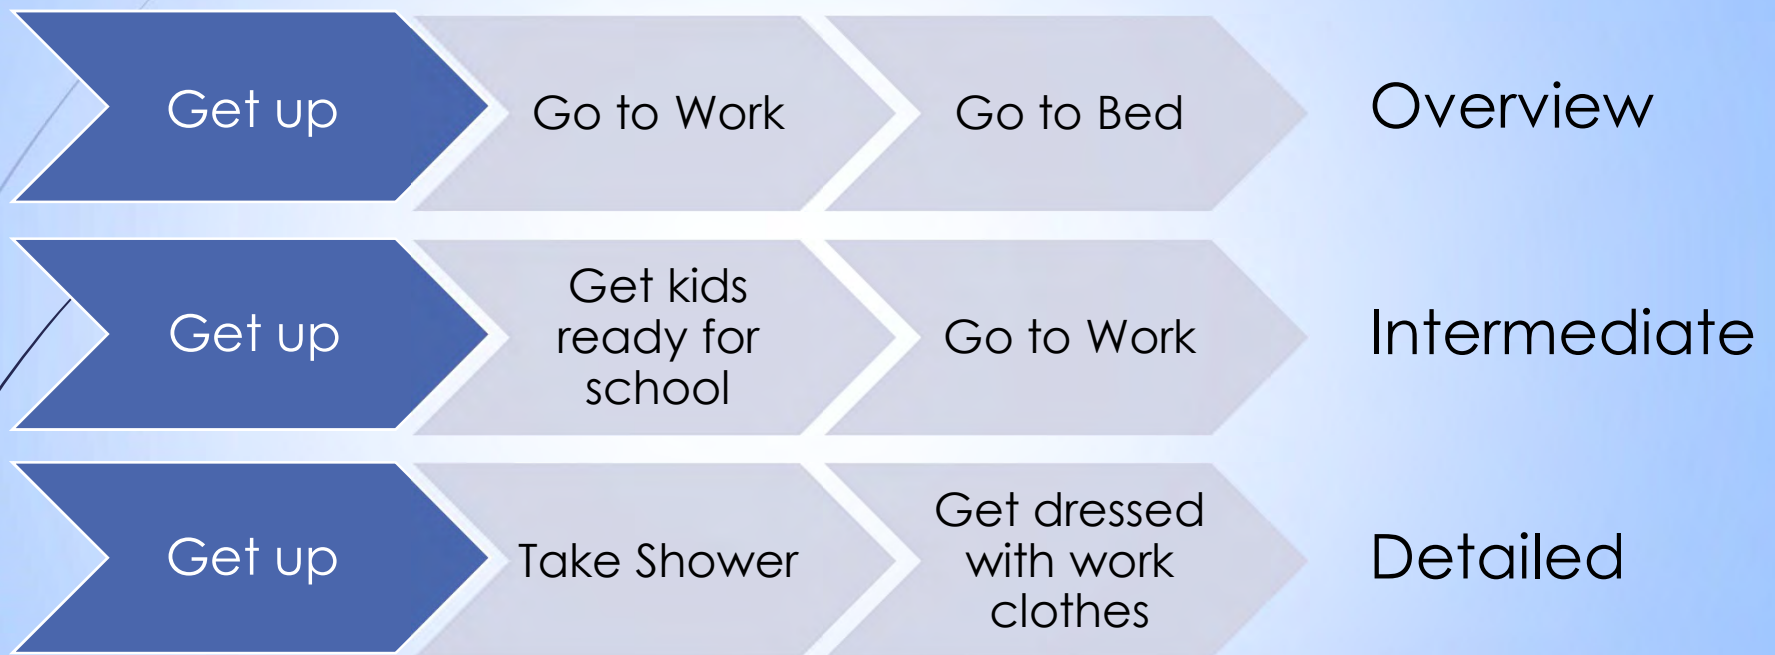 Get up
Go to Work
Go to Bed
Overview
Get up
Get kids
ready for
school
Go to Work
Intermediate
Get up
Take Shower
Get dressed
with work
clothes
Detailed